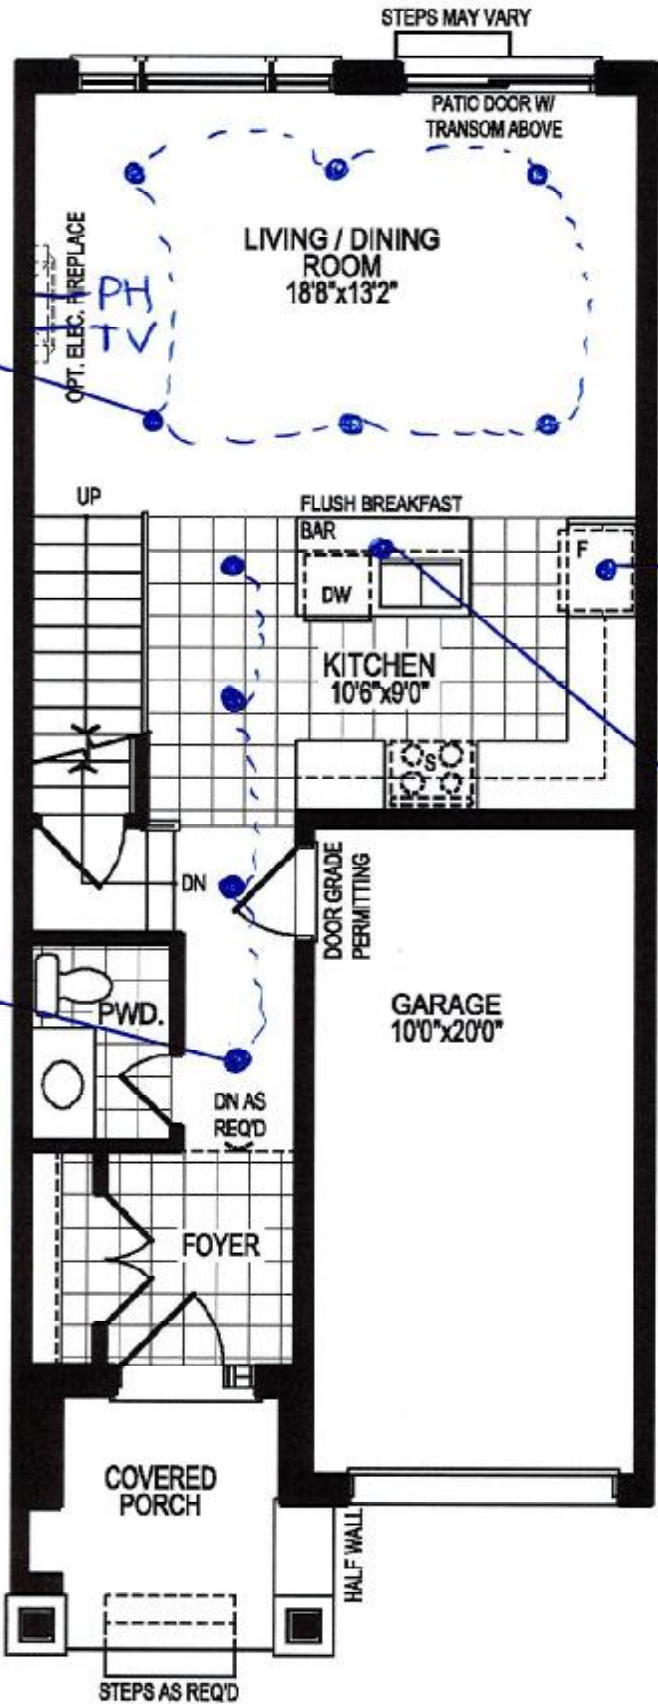 STEPS MAY VARY
PATIO DOOR W/
TRANSOM ABOVE
LIVING / DINING
ROOM
18'8"x13'2"
OPT. ELEC. FIREPLACE
PH
TV
UP
FLUSH BREAKFAST
BAR
F
DW
KITCHEN
10'6"x9'0"
S
DN
DOOR GRADE
PERMITTING
PWD.
GARAGE
10'0"x20'0"
DN AS
REQ'D
FOYER
COVERED
PORCH
HALF WALL
STEPS AS REQ'D